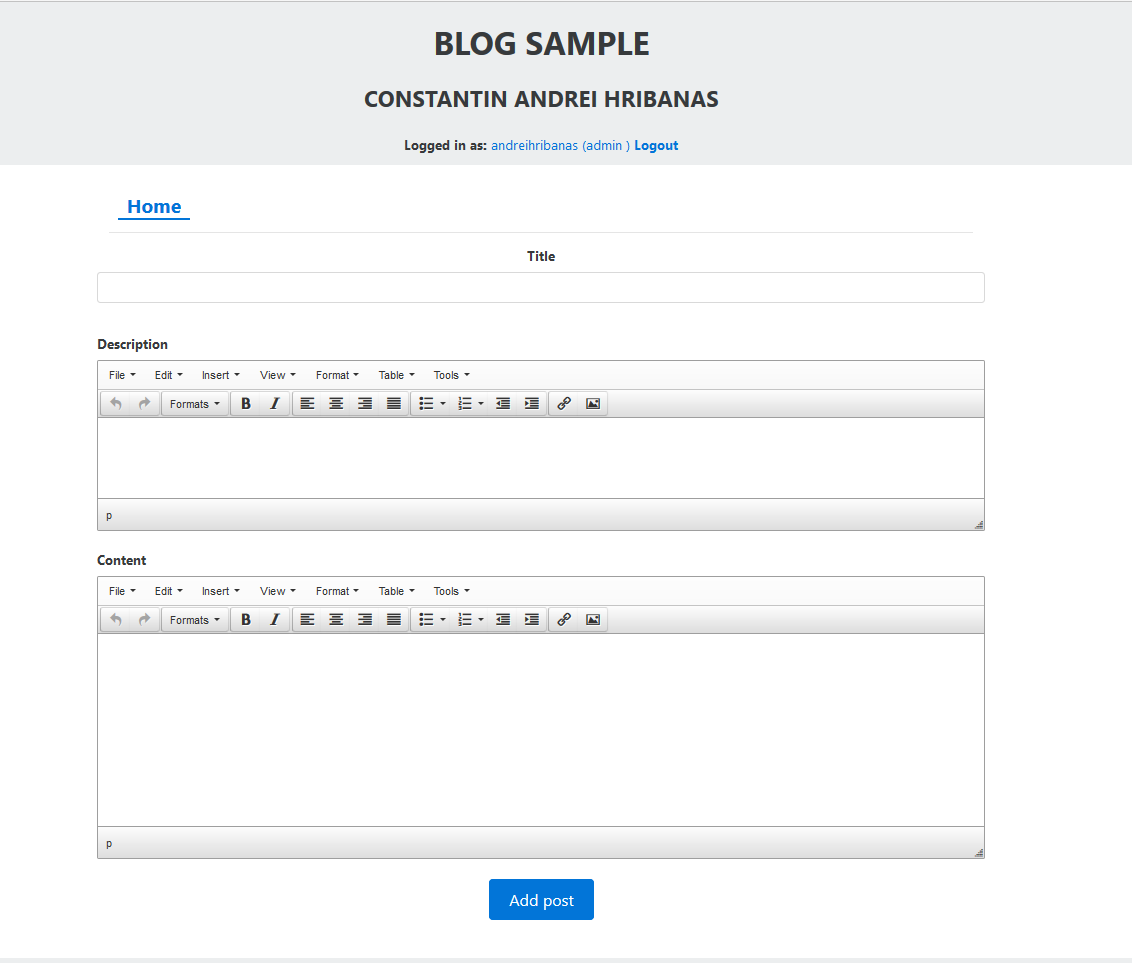 BLOG SAMPLE
CONSTANTIN ANDREI HRIBANAS
Logged in as: andreihribanas (admin ) Logout
Home
Title
Description
File Edit Insert View Format Table Tools
Formats B I
p
Content
File Edit Insert View Format Table Tools
Formats B I
p
Add post